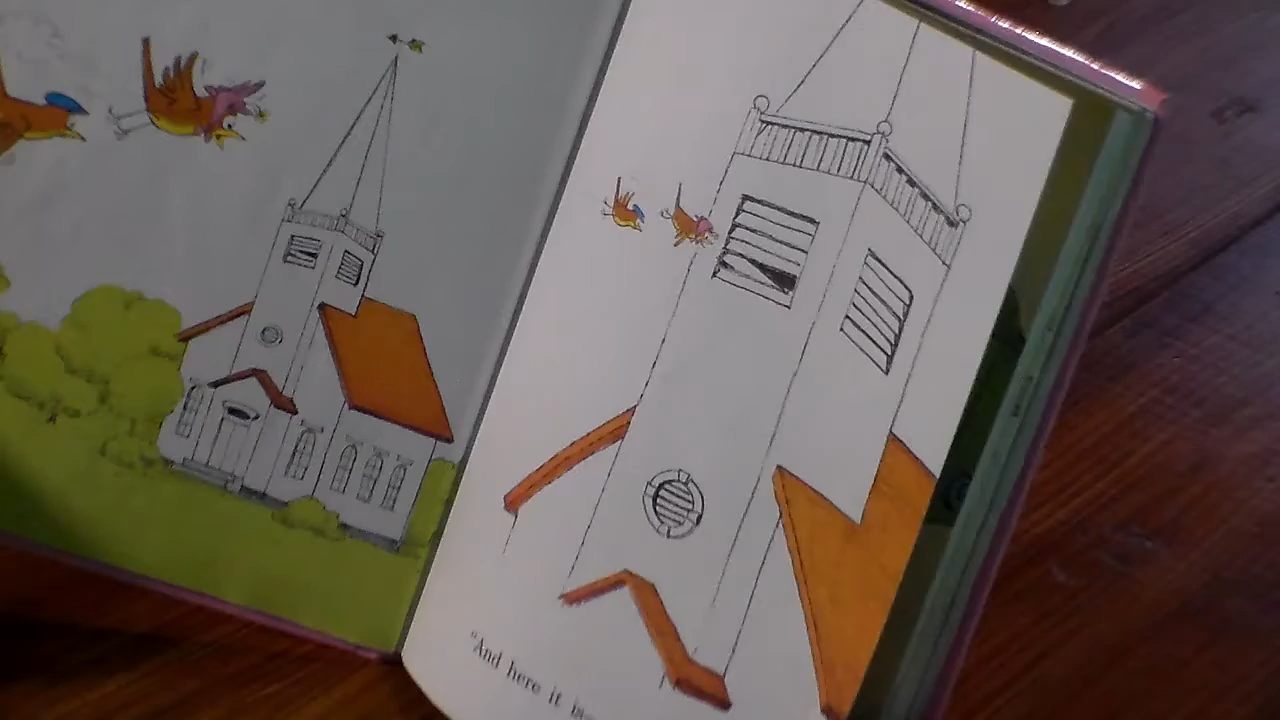 "And here it is—